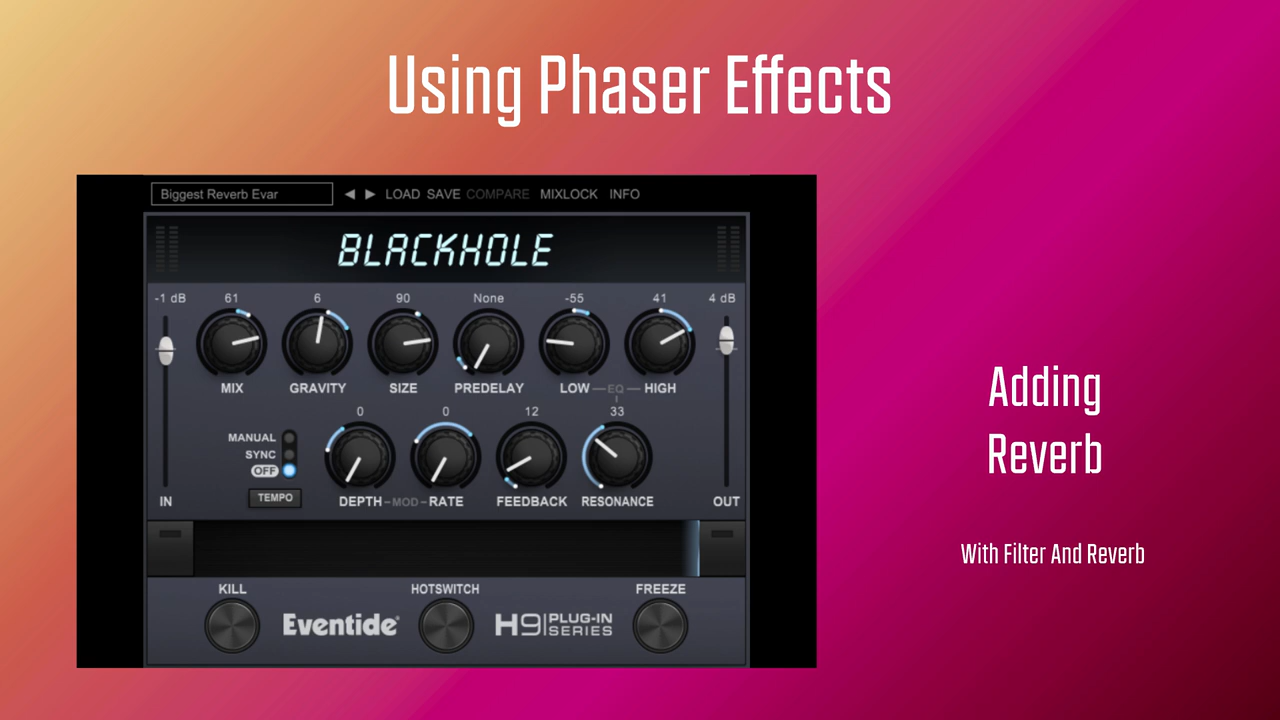 Using Phaser Effects
Biggest Reverb Evar ◀ ▶ LOAD SAVE COMPARE MIXLOCK INFO
BLACKHOLE
-1 dB 61 6 90 None -55 41 4 dB
MIX GRAVITY SIZE PREDELAY LOW EQ HIGH
0 0 12 33
MANUAL
SYNC
OFF
TEMPO
IN DEPTH MOD RATE FEEDBACK RESONANCE OUT
KILL HOTSWITCH FREEZE
Eventide® H9 PLUG-IN SERIES
Adding
Reverb
With Filter And Reverb